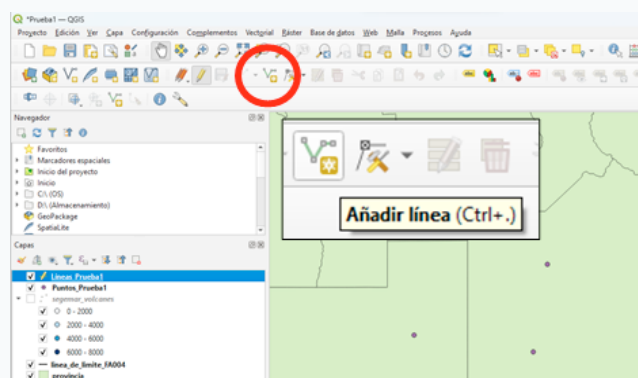 *Prueba1 — QGIS
Proyecto Edición Ver Capa Configuración Complementos Vectorial Ráster Base de datos Web Malla Procesos Ayuda
Navegador
Favoritos
Marcadores espaciales
Inicio del proyecto
Inicio
C:\ (OS)
D:\ (Almacenamiento)
GeoPackage
SpatiaLite
Capas
Líneas_Prueba1
Puntos_Prueba1
segemar_volcanes
0 - 2000
2000 - 4000
4000 - 6000
6000 - 8000
linea_de_limite_FA004
provincia
Añadir línea (Ctrl+.)